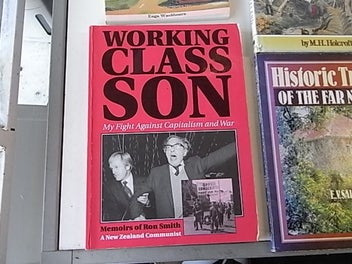 Enga Washbourn
WORKING
CLASS
SON
My Fight Against Capitalism and War
Memoirs of Ron Smith
A New Zealand Communist
by M.H. Holcroft
Historic T
OF THE FAR N